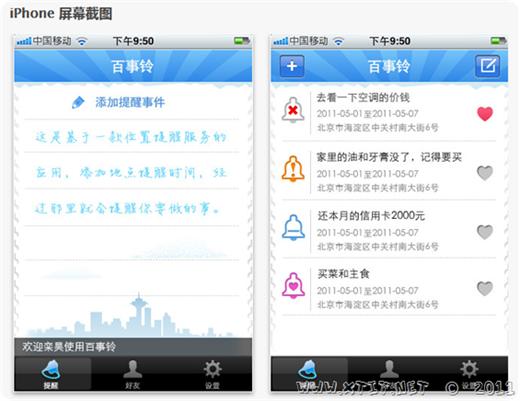 iPhone 屏幕截图
中国移动 下午9:50
百事铃
添加提醒事件
这是基于一款位置提醒服务的
应用，添加地点提醒时间，经
过那里就会提醒你要做的事。
欢迎栾昊使用百事铃
提醒 好友 设置
中国移动 下午9:50
百事铃
去看一下空调的价钱
2011-05-01至2011-05-07
北京市海淀区中关村南大街6号
家里的油和牙膏没了，记得要买
2011-05-01至2011-05-07
北京市海淀区中关村南大街6号
还本月的信用卡2000元
2011-05-01至2011-05-07
北京市海淀区中关村南大街6号
买菜和主食
2011-05-01至2011-05-07
北京市海淀区中关村南大街6号
提醒 设置
WWW.XTIY.NET © 2011